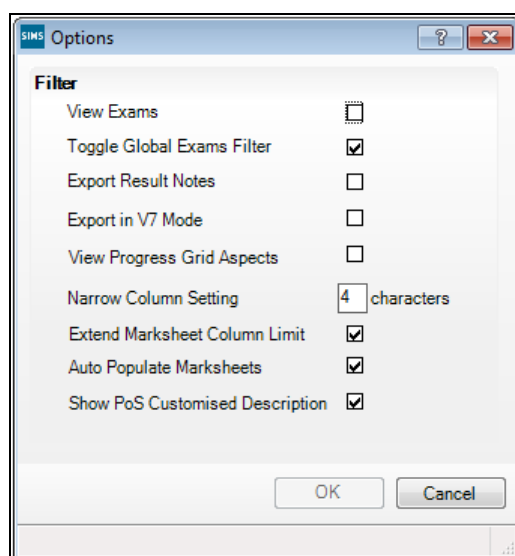 SIMS Options
Filter
View Exams
Toggle Global Exams Filter
Export Result Notes
Export in V7 Mode
View Progress Grid Aspects
Narrow Column Setting 4 characters
Extend Marksheet Column Limit
Auto Populate Marksheets
Show PoS Customised Description
OK Cancel